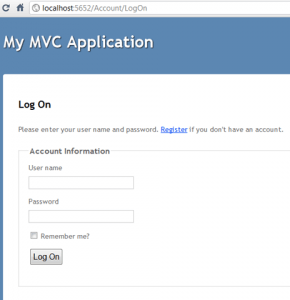 localhost:5652/Account/LogOn
My MVC Application
Log On
Please enter your user name and password. Register if you don't have an account.
Account Information
User name
Password
Remember me?
Log On